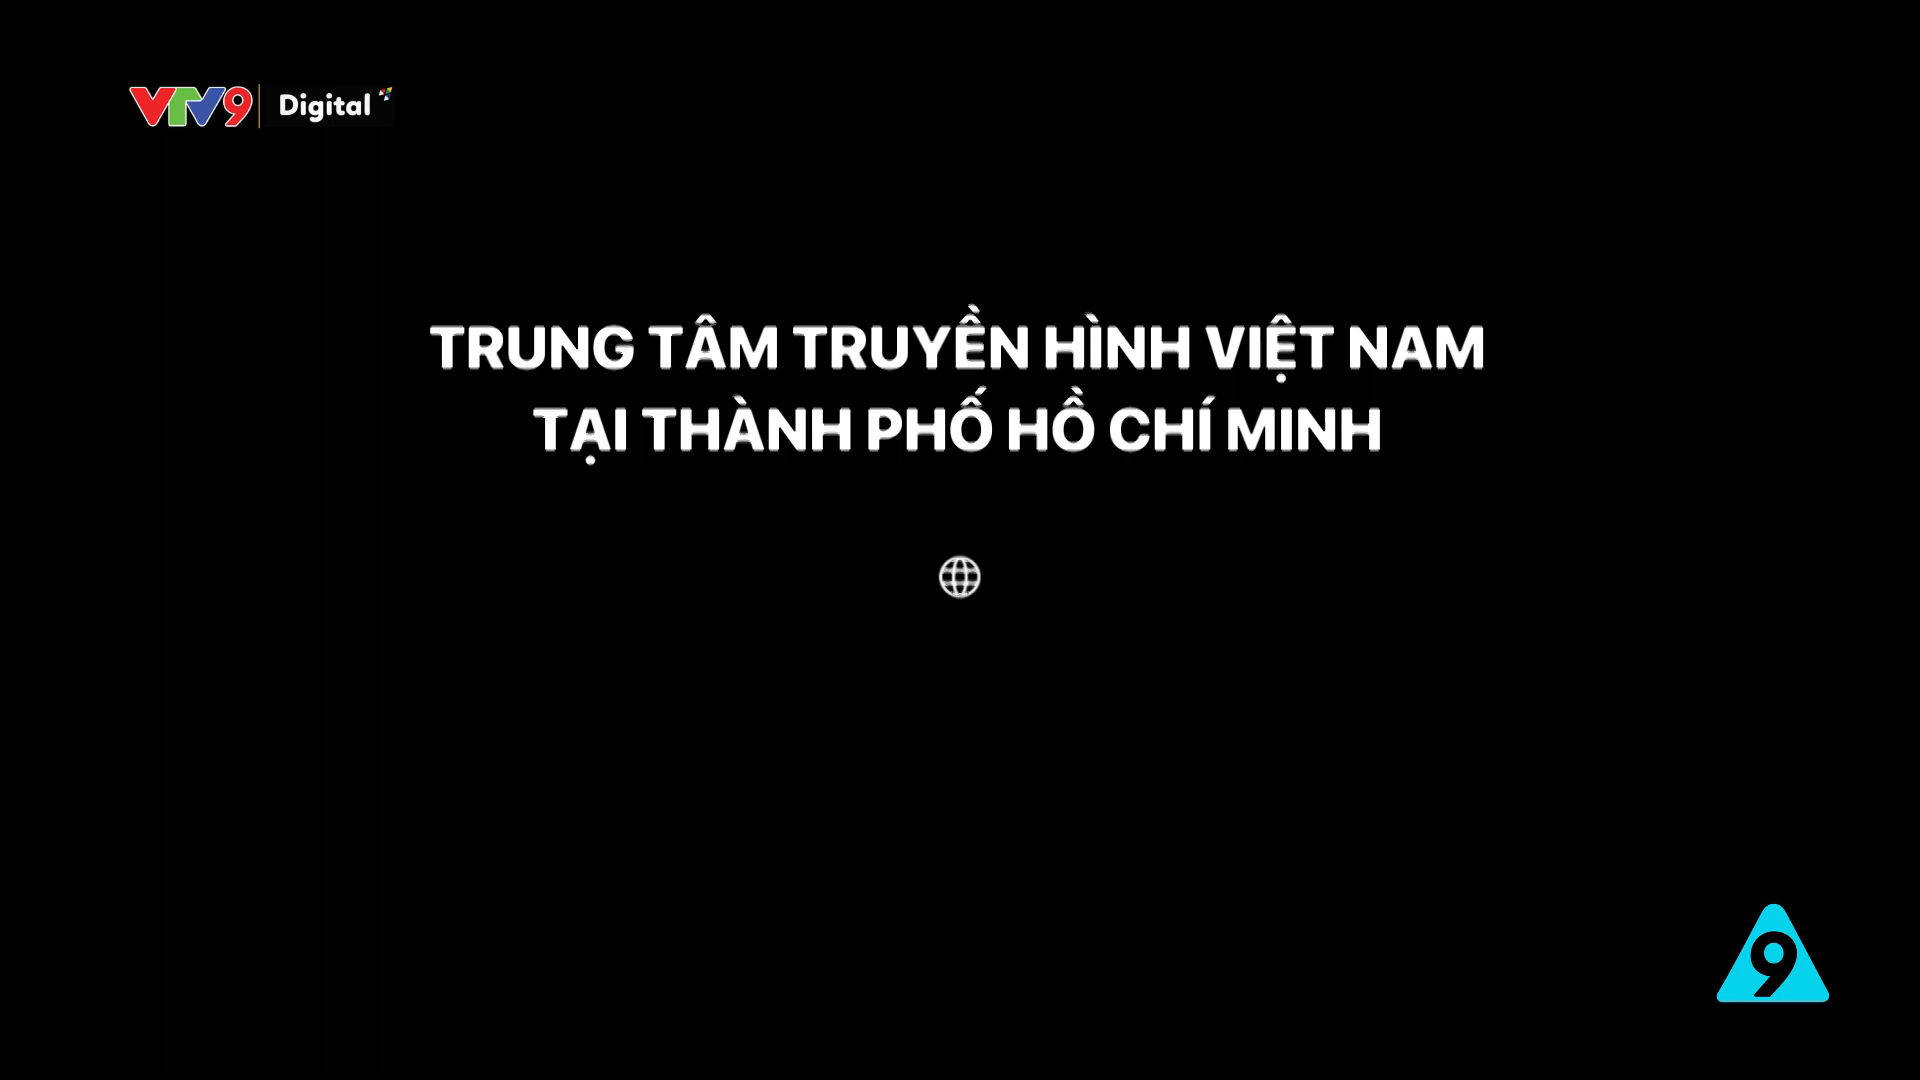 VTV9 Digital
TRUNG TÂM TRUYỀN HÌNH VIỆT NAM
TẠI THÀNH PHỐ HỒ CHÍ MINH
9